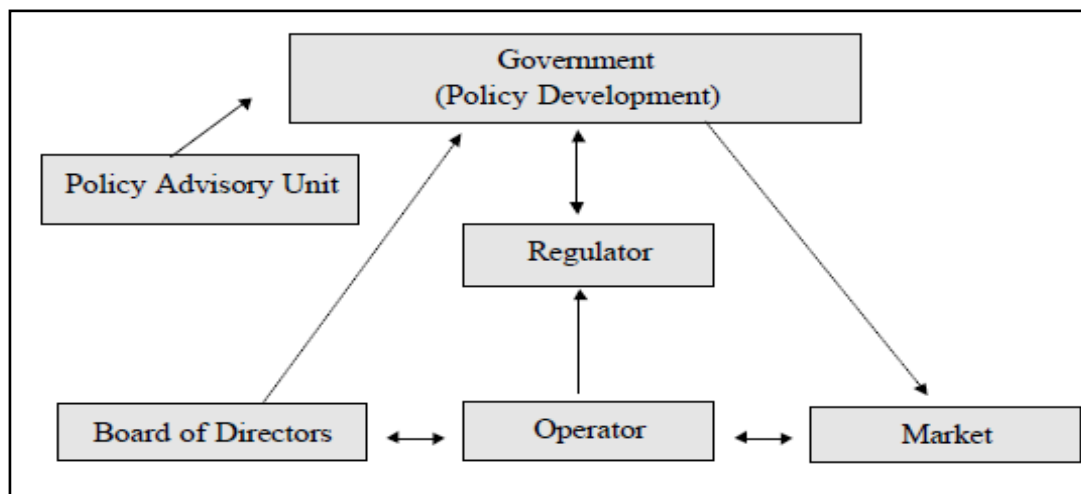 Government
(Policy Development)
Policy Advisory Unit
Regulator
Board of Directors
Operator
Market